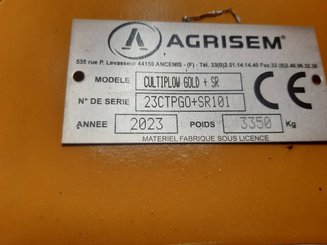 AGRISEM®
535 rue P. Levasseur 44150 ANCENIS - (F) - Tél. 33(0)2.51.14.14.40 Fax.33 (0)2.40.96.32.36
MODELE CULTIPLOW GOLD + SR
N° DE SERIE 23CTPGO+SR101
CE
ANNEE 2023 POIDS 3350 Kg
MATERIEL FABRIQUE SOUS LICENCE